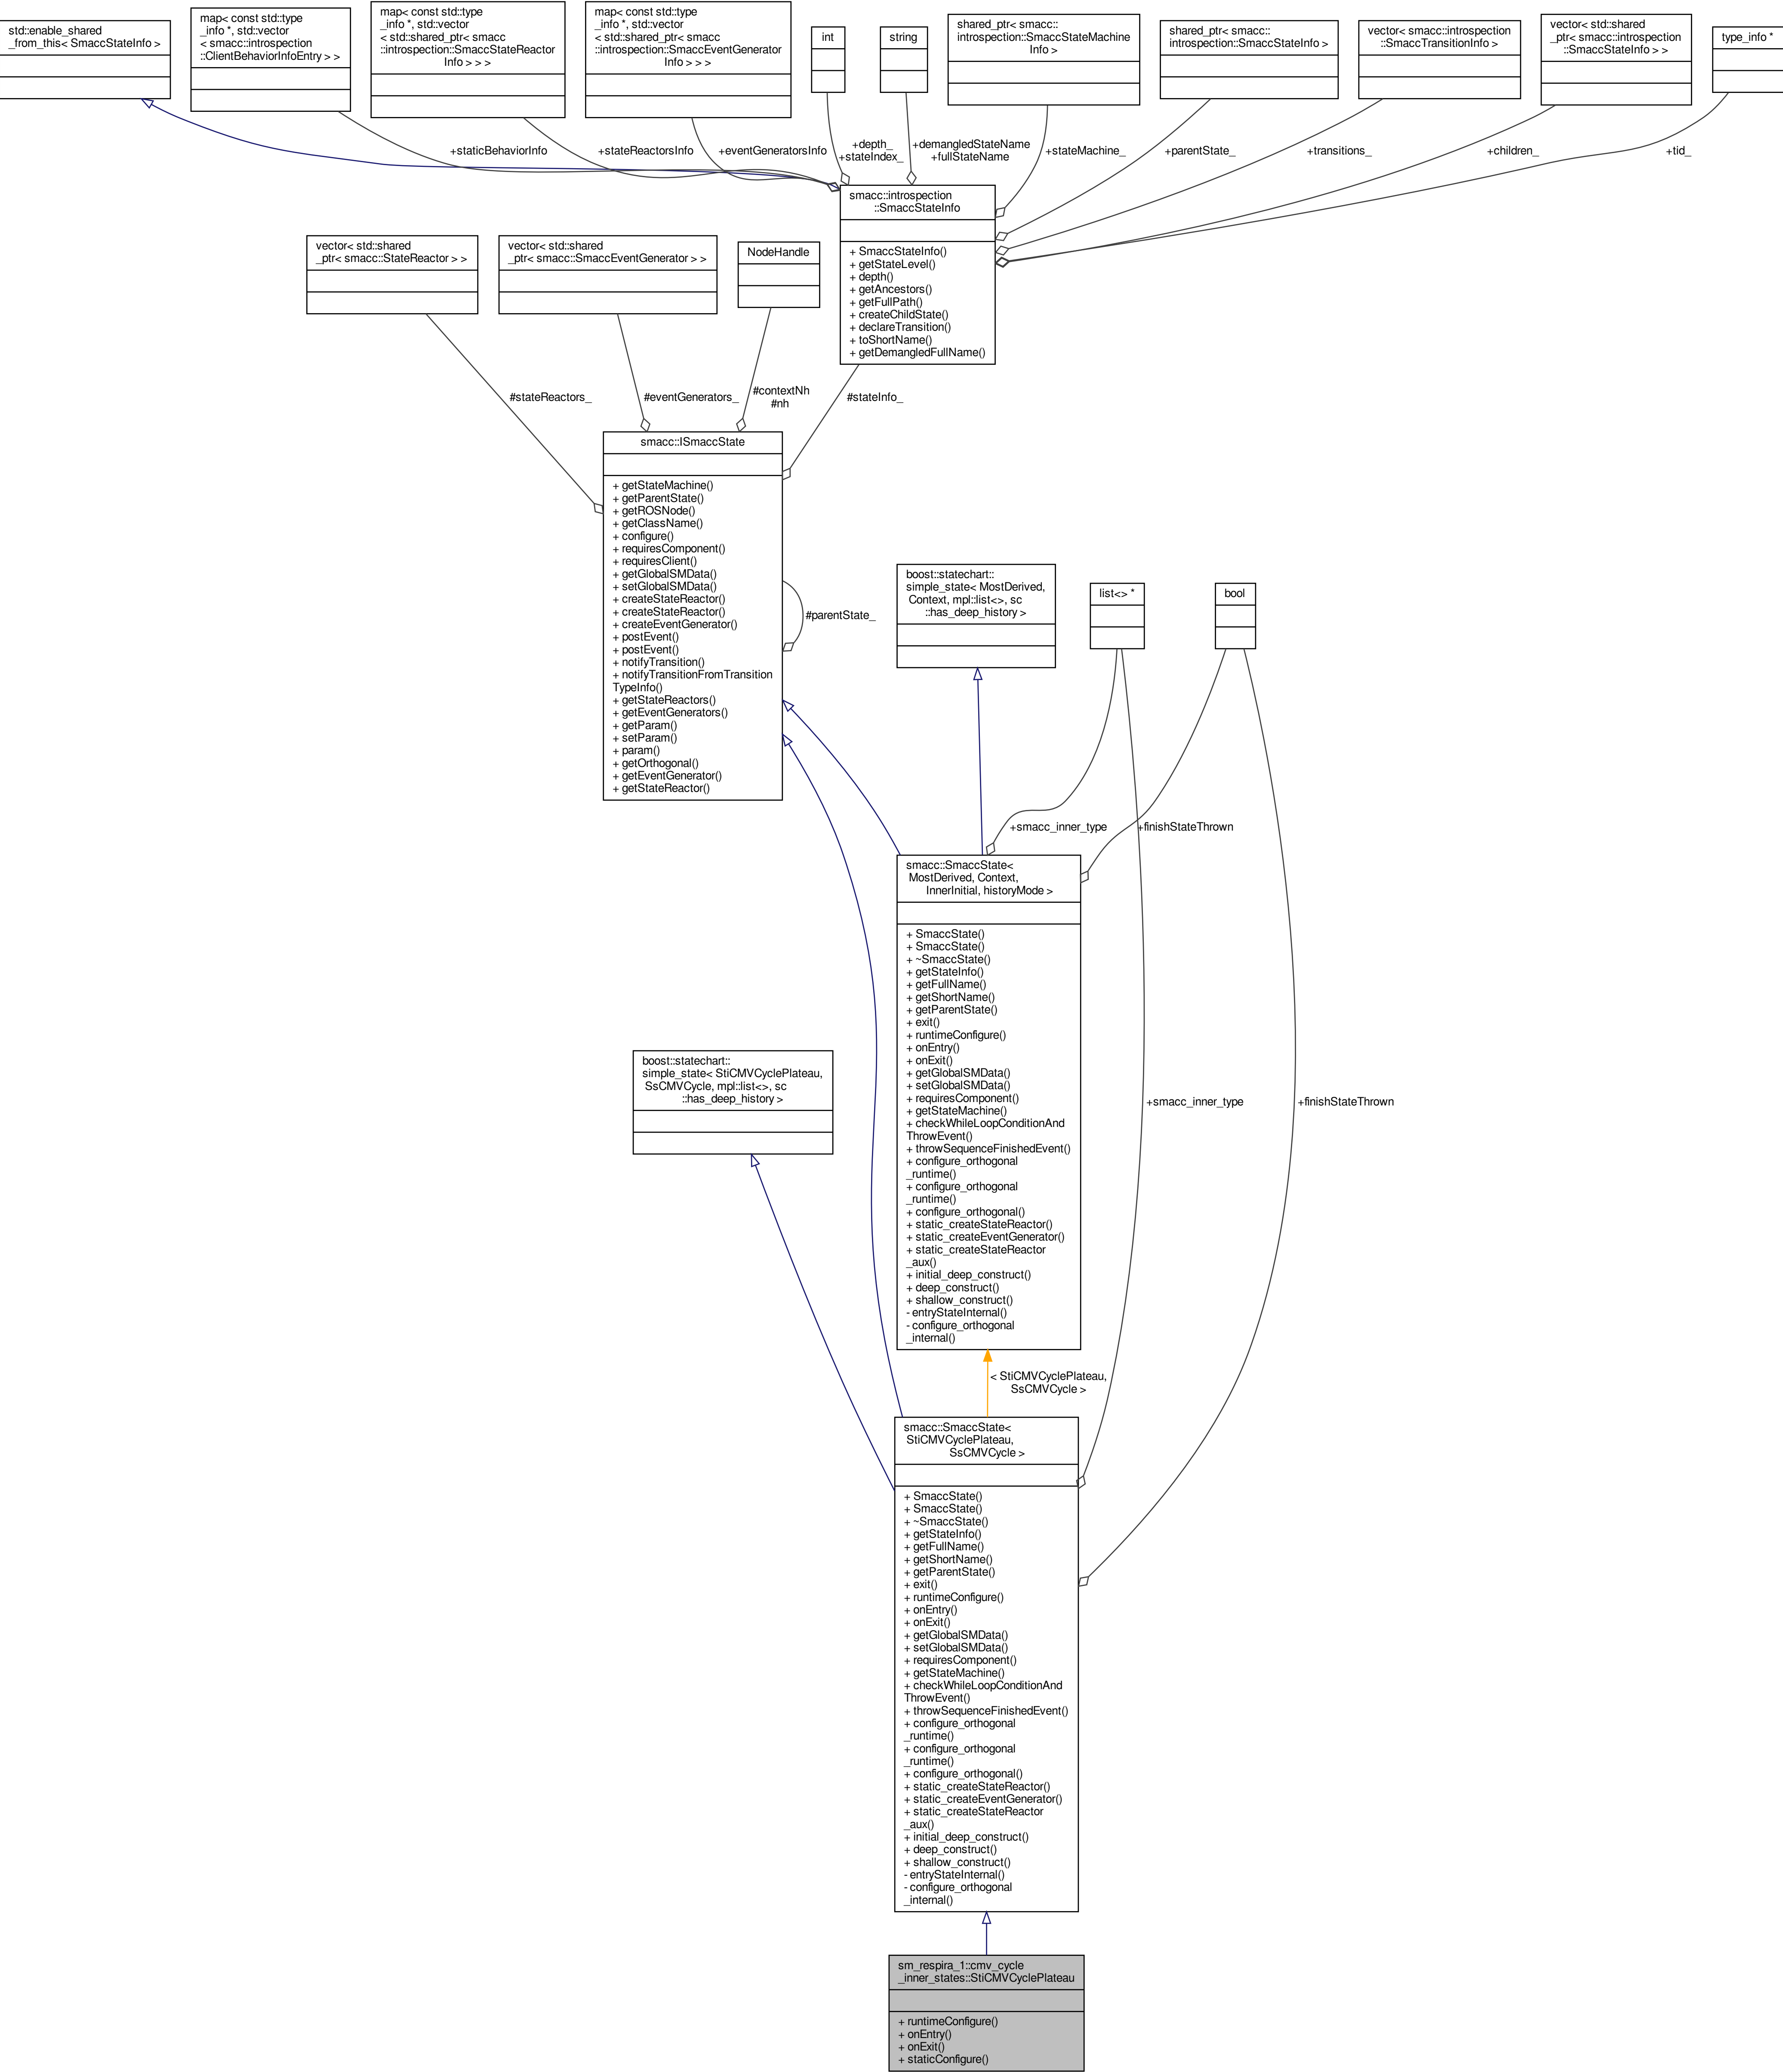 std::enable_shared
_from_this< SmaccStateInfo >
map< const std::type
_info *, std::vector
< smacc::introspection
::ClientBehaviorInfoEntry > >
map< const std::type
_info *, std::vector
< std::shared_ptr< smacc
::introspection::SmaccStateReactor
Info > > >
map< const std::type
_info *, std::vector
< std::shared_ptr< smacc
::introspection::SmaccEventGenerator
Info > > >
int
string
shared_ptr< smacc::
introspection::SmaccStateMachine
Info >
shared_ptr< smacc::
introspection::SmaccStateInfo >
vector< smacc::introspection
::SmaccTransitionInfo >
vector< std::shared
_ptr< smacc::introspection
::SmaccStateInfo > >
type_info *
+staticBehaviorInfo
+stateReactorsInfo
+eventGeneratorsInfo
+depth_
+stateIndex_
+demangledStateName
+fullStateName
+stateMachine_
+parentState_
+transitions_
+children_
+tid_
smacc::introspection
::SmaccStateInfo
+ SmaccStateInfo()
+ getStateLevel()
+ depth()
+ getAncestors()
+ getFullPath()
+ createChildState()
+ declareTransition()
+ toShortName()
+ getDemangledFullName()
vector< std::shared
_ptr< smacc::StateReactor > >
vector< std::shared
_ptr< smacc::SmaccEventGenerator > >
NodeHandle
#stateReactors_
#eventGenerators_
#contextNh
#nh
#stateInfo_
smacc::ISmaccState
+ getStateMachine()
+ getParentState()
+ getROSNode()
+ getClassName()
+ configure()
+ requiresComponent()
+ requiresClient()
+ getGlobalSMData()
+ setGlobalSMData()
+ createStateReactor()
+ createStateReactor()
+ createEventGenerator()
+ postEvent()
+ postEvent()
+ notifyTransition()
+ notifyTransitionFromTransition
TypeInfo()
+ getStateReactors()
+ getEventGenerators()
+ getParam()
+ setParam()
+ param()
+ getOrthogonal()
+ getEventGenerator()
+ getStateReactor()
#parentState_
boost::statechart::
simple_state< MostDerived,
Context, mpl::list<>, sc
::has_deep_history >
list<> *
bool
+smacc_inner_type
+finishStateThrown
smacc::SmaccState<
MostDerived, Context,
InnerInitial, historyMode >
+ SmaccState()
+ SmaccState()
+ ~SmaccState()
+ getStateInfo()
+ getFullName()
+ getShortName()
+ getParentState()
+ exit()
+ runtimeConfigure()
+ onEntry()
+ onExit()
+ getGlobalSMData()
+ setGlobalSMData()
+ requiresComponent()
+ getStateMachine()
+ checkWhileLoopConditionAnd
ThrowEvent()
+ throwSequenceFinishedEvent()
+ configure_orthogonal
_runtime()
+ configure_orthogonal
_runtime()
+ configure_orthogonal()
+ static_createStateReactor()
+ static_createEventGenerator()
+ static_createStateReactor
_aux()
+ initial_deep_construct()
+ deep_construct()
+ shallow_construct()
- entryStateInternal()
- configure_orthogonal
_internal()
boost::statechart::
simple_state< StiCMVCyclePlateau,
SsCMVCycle, mpl::list<>, sc
::has_deep_history >
+smacc_inner_type
+finishStateThrown
< StiCMVCyclePlateau,
SsCMVCycle >
smacc::SmaccState<
StiCMVCyclePlateau,
SsCMVCycle >
+ SmaccState()
+ SmaccState()
+ ~SmaccState()
+ getStateInfo()
+ getFullName()
+ getShortName()
+ getParentState()
+ exit()
+ runtimeConfigure()
+ onEntry()
+ onExit()
+ getGlobalSMData()
+ setGlobalSMData()
+ requiresComponent()
+ getStateMachine()
+ checkWhileLoopConditionAnd
ThrowEvent()
+ throwSequenceFinishedEvent()
+ configure_orthogonal
_runtime()
+ configure_orthogonal
_runtime()
+ configure_orthogonal()
+ static_createStateReactor()
+ static_createEventGenerator()
+ static_createStateReactor
_aux()
+ initial_deep_construct()
+ deep_construct()
+ shallow_construct()
- entryStateInternal()
- configure_orthogonal
_internal()
sm_respira_1::cmv_cycle
_inner_states::StiCMVCyclePlateau
+ runtimeConfigure()
+ onEntry()
+ onExit()
+ staticConfigure()